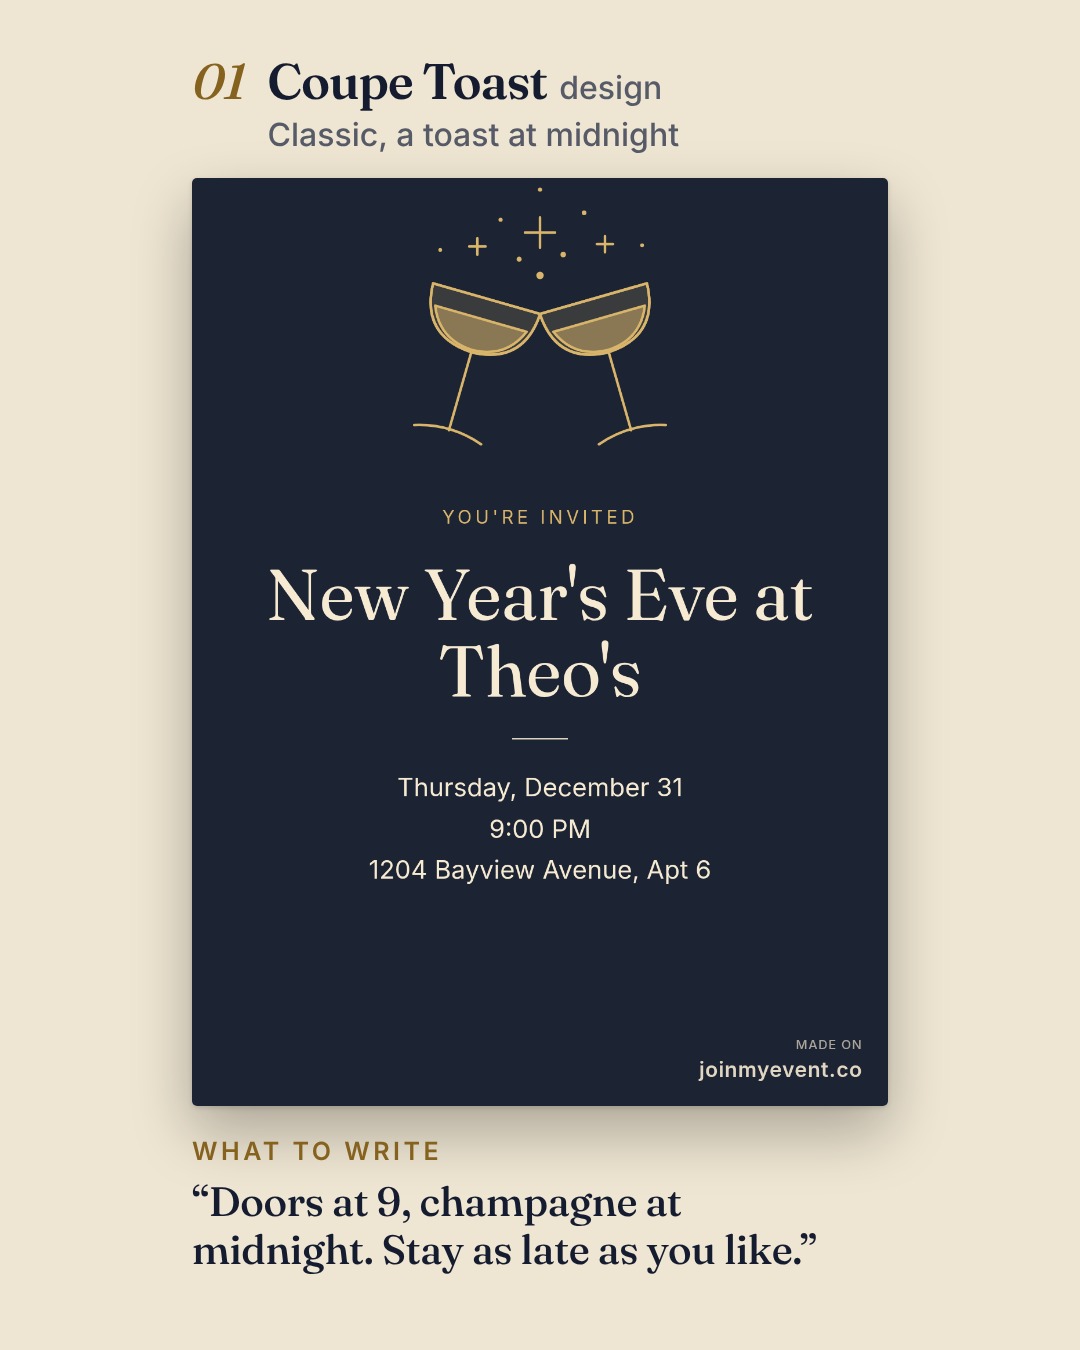 01 Coupe Toast design
Classic, a toast at midnight
YOU'RE INVITED
New Year's Eve at
Theo's
Thursday, December 31
9:00 PM
1204 Bayview Avenue, Apt 6
MADE ON
joinmyevent.co
WHAT TO WRITE
“Doors at 9, champagne at
midnight. Stay as late as you like.”